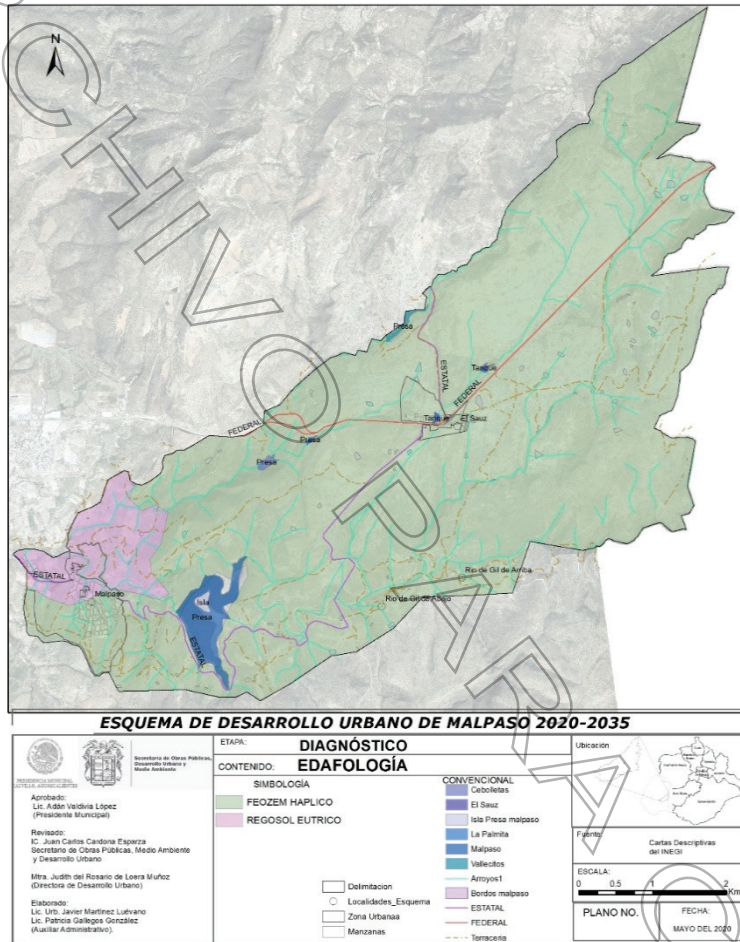 N
Presa
ESTATAL
Tanque
FEDERAL
Tanque
El Sauz
FEDERAL
Presa
Presa
ESTATAL
Malpaso
Isla
Presa
ESTATAL
Rio de Gil de Arriba
Rio de Gil de Abajo
CHIVO PARA CO
ESQUEMA DE DESARROLLO URBANO DE MALPASO 2020-2035
PRESIDENCIA MUNICIPAL
CALVILLO, AGUASCALIENTES
Secretaría de Obras Públicas,
Desarrollo Urbano y
Medio Ambiente
Aprobado:
Lic. Adán Valdivia López
(Presidente Municipal)
Revisado:
IC. Juan Carlos Cardona Esparza
Secretario de Obras Públicas, Medio Ambiente
y Desarrollo Urbano
Mtra. Judith del Rosario de Loera Muñoz
(Directora de Desarrollo Urbano)
Elaborado:
Lic. Urb. Javier Martínez Luévano
Lic. Patricia Gallegos González
(Auxiliar Administrativo).
ETAPA: DIAGNÓSTICO
CONTENIDO: EDAFOLOGÍA
SIMBOLOGÍA
FEOZEM HAPLICO
REGOSOL EUTRICO
Delimitacion
Localidades_Esquema
Zona Urbanaa
Manzanas
CONVENCIONAL
Cebolletas
El Sauz
Isla Presa malpaso
La Palmita
Malpaso
Vallecitos
Arroyos1
Bordos malpaso
ESTATAL
FEDERAL
Terraceria
Ubicación
Fuente
Cartas Descriptivas
del INEGI
ESCALA:
0 0.5 1 2
Km
PLANO NO.
FECHA:
MAYO DEL 2020